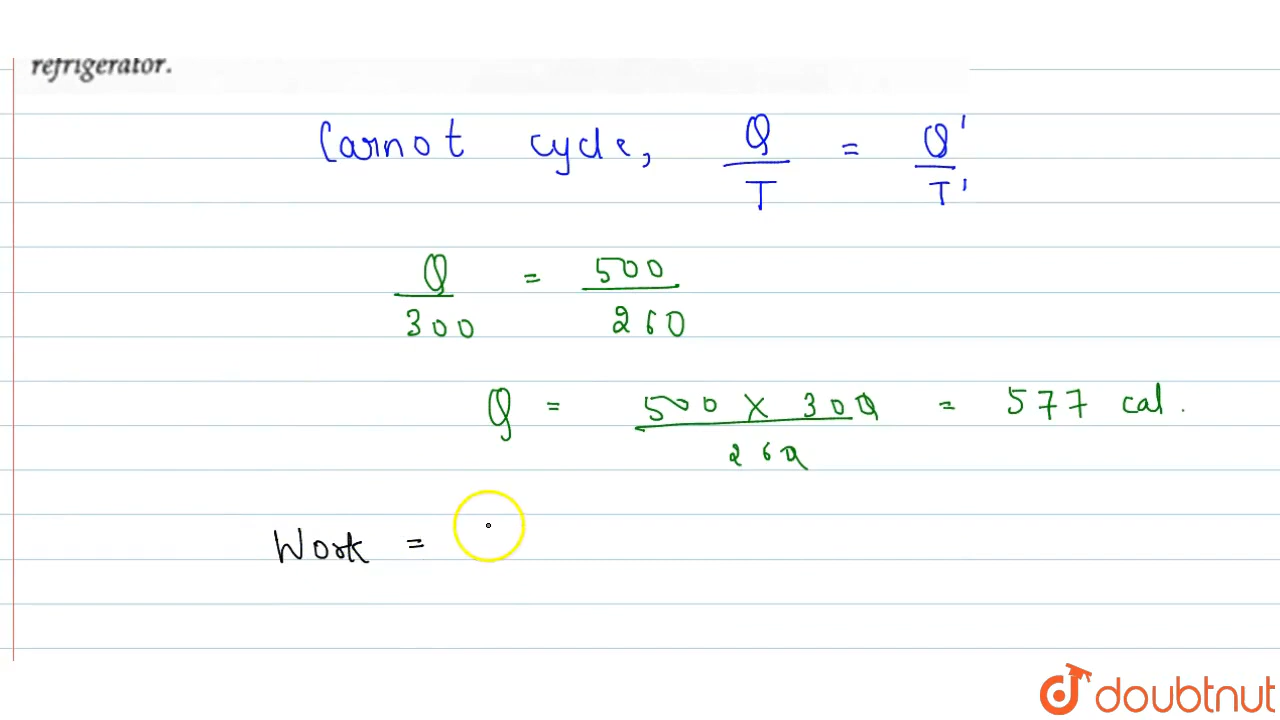 refrigerator.
Carnot cycle, Q/T = Q'/T'
Q/300 = 500/260
Q = 500 x 300/260 = 577 cal.
Work =
doubtnut